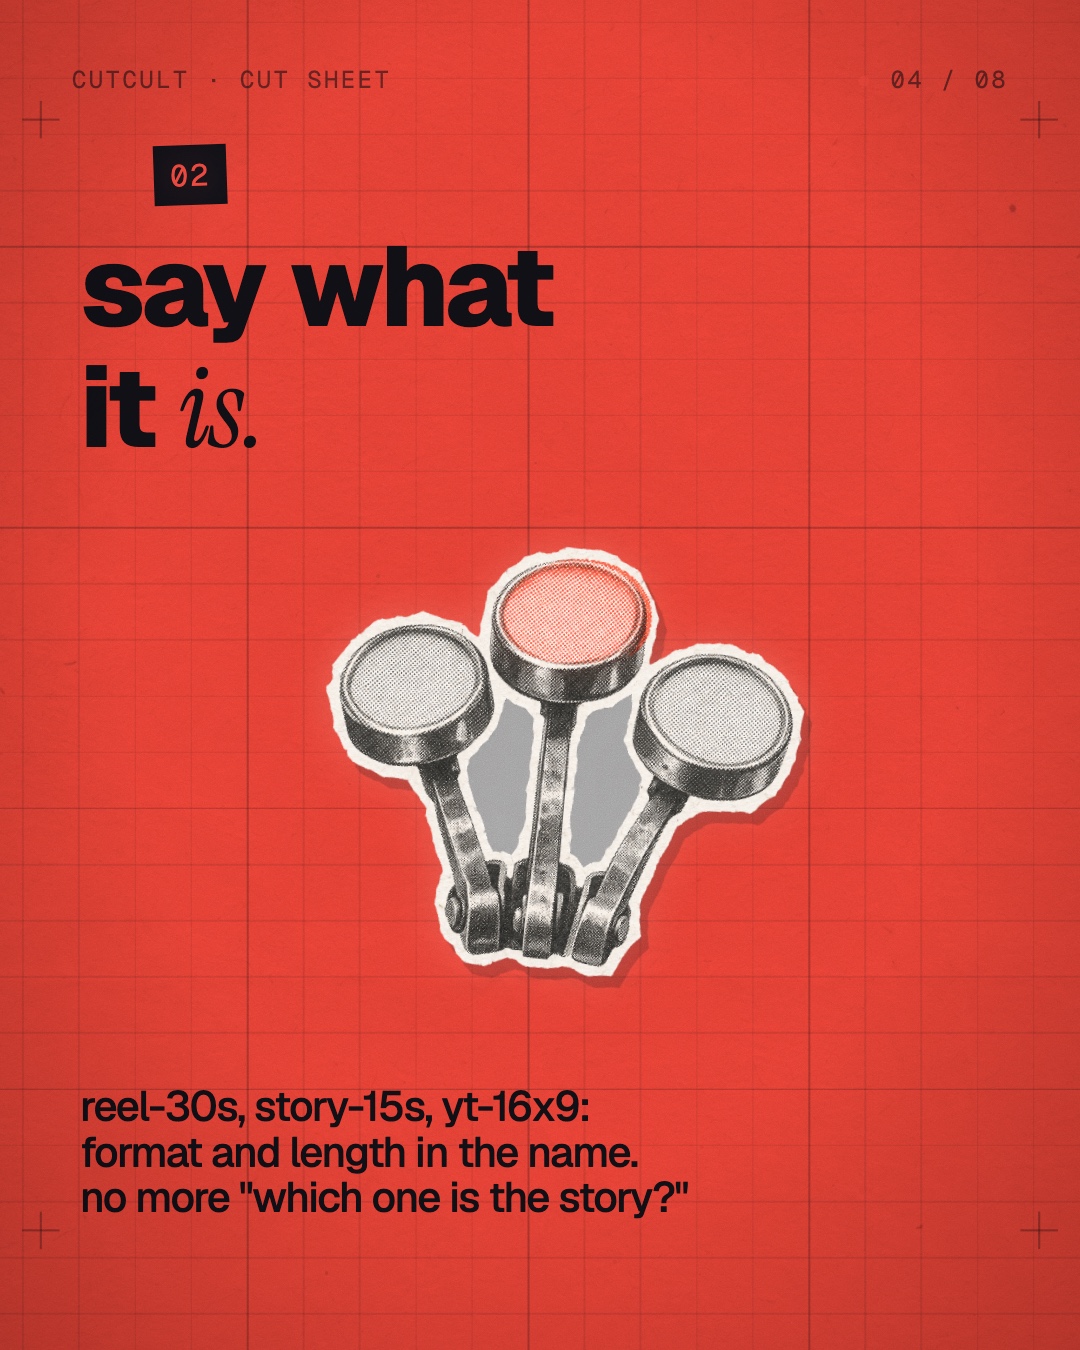 CUTCULT · CUT SHEET
04 / 08
02
say what
it is.
reel-30s, story-15s, yt-16x9:
format and length in the name.
no more "which one is the story?"